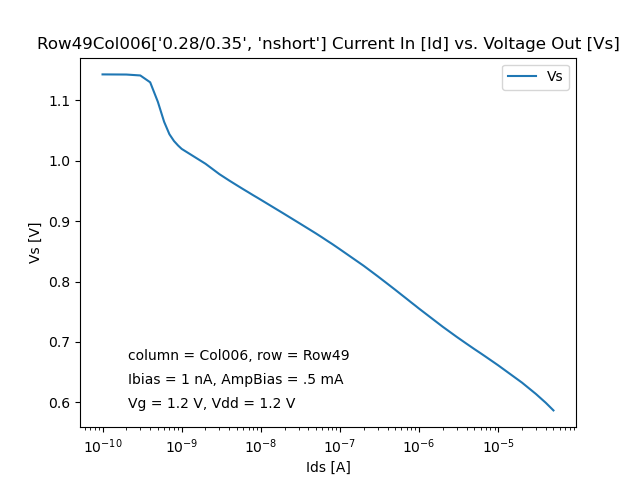 Row49Col006['0.28/0.35', 'nshort'] Current In [Id] vs. Voltage Out [Vs]
Vs
1.1
1.0
0.9
0.8
0.7
0.6
Vs [V]
column = Col006, row = Row49
Ibias = 1 nA, AmpBias = .5 mA
Vg = 1.2 V, Vdd = 1.2 V
10⁻¹⁰ 10⁻⁹ 10⁻⁸ 10⁻⁷ 10⁻⁶ 10⁻⁵
Ids [A]